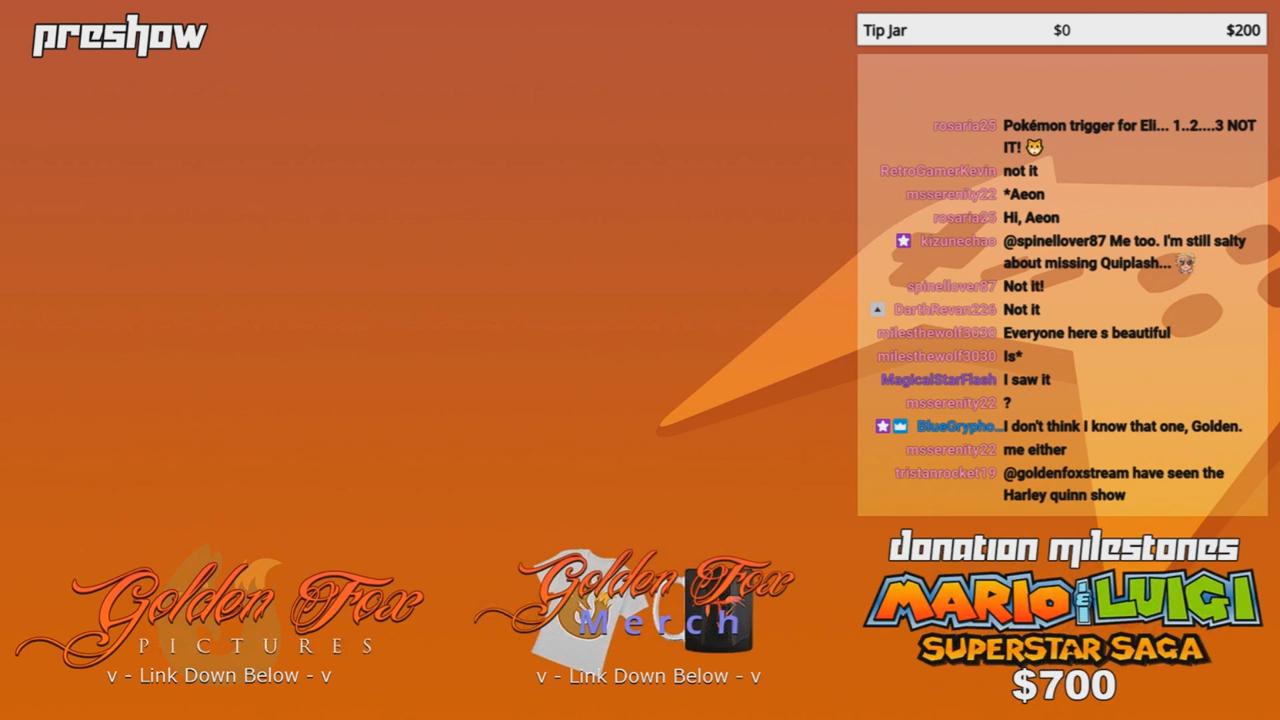 preshow
Tip Jar $0 $200
rosaria25 Pokémon trigger for Eli... 1..2....3 NOT
IT!
RetroGamerKevin not it
msserenity22 *Aeon
rosaria25 Hi, Aeon
kizunechao @spinellover87 Me too. I'm still salty
about missing Quiplash...
spinellover87 Not it!
DarthRevan226 Not it
milesthewolf3030 Everyone here s beautiful
milesthewolf3030 Is*
MagicalStarFlash I saw it
msserenity22 ?
BlueGrypho... I don't think I know that one, Golden.
msserenity22 me either
tristanrocket19 @goldenfoxstream have seen the
Harley quinn show
Golden Fox
PICTURES
v - Link Down Below - v
Golden Fox
Merch
v - Link Down Below - v
donation milestones
MARIO & LUIGI
SUPERSTAR SAGA
$700